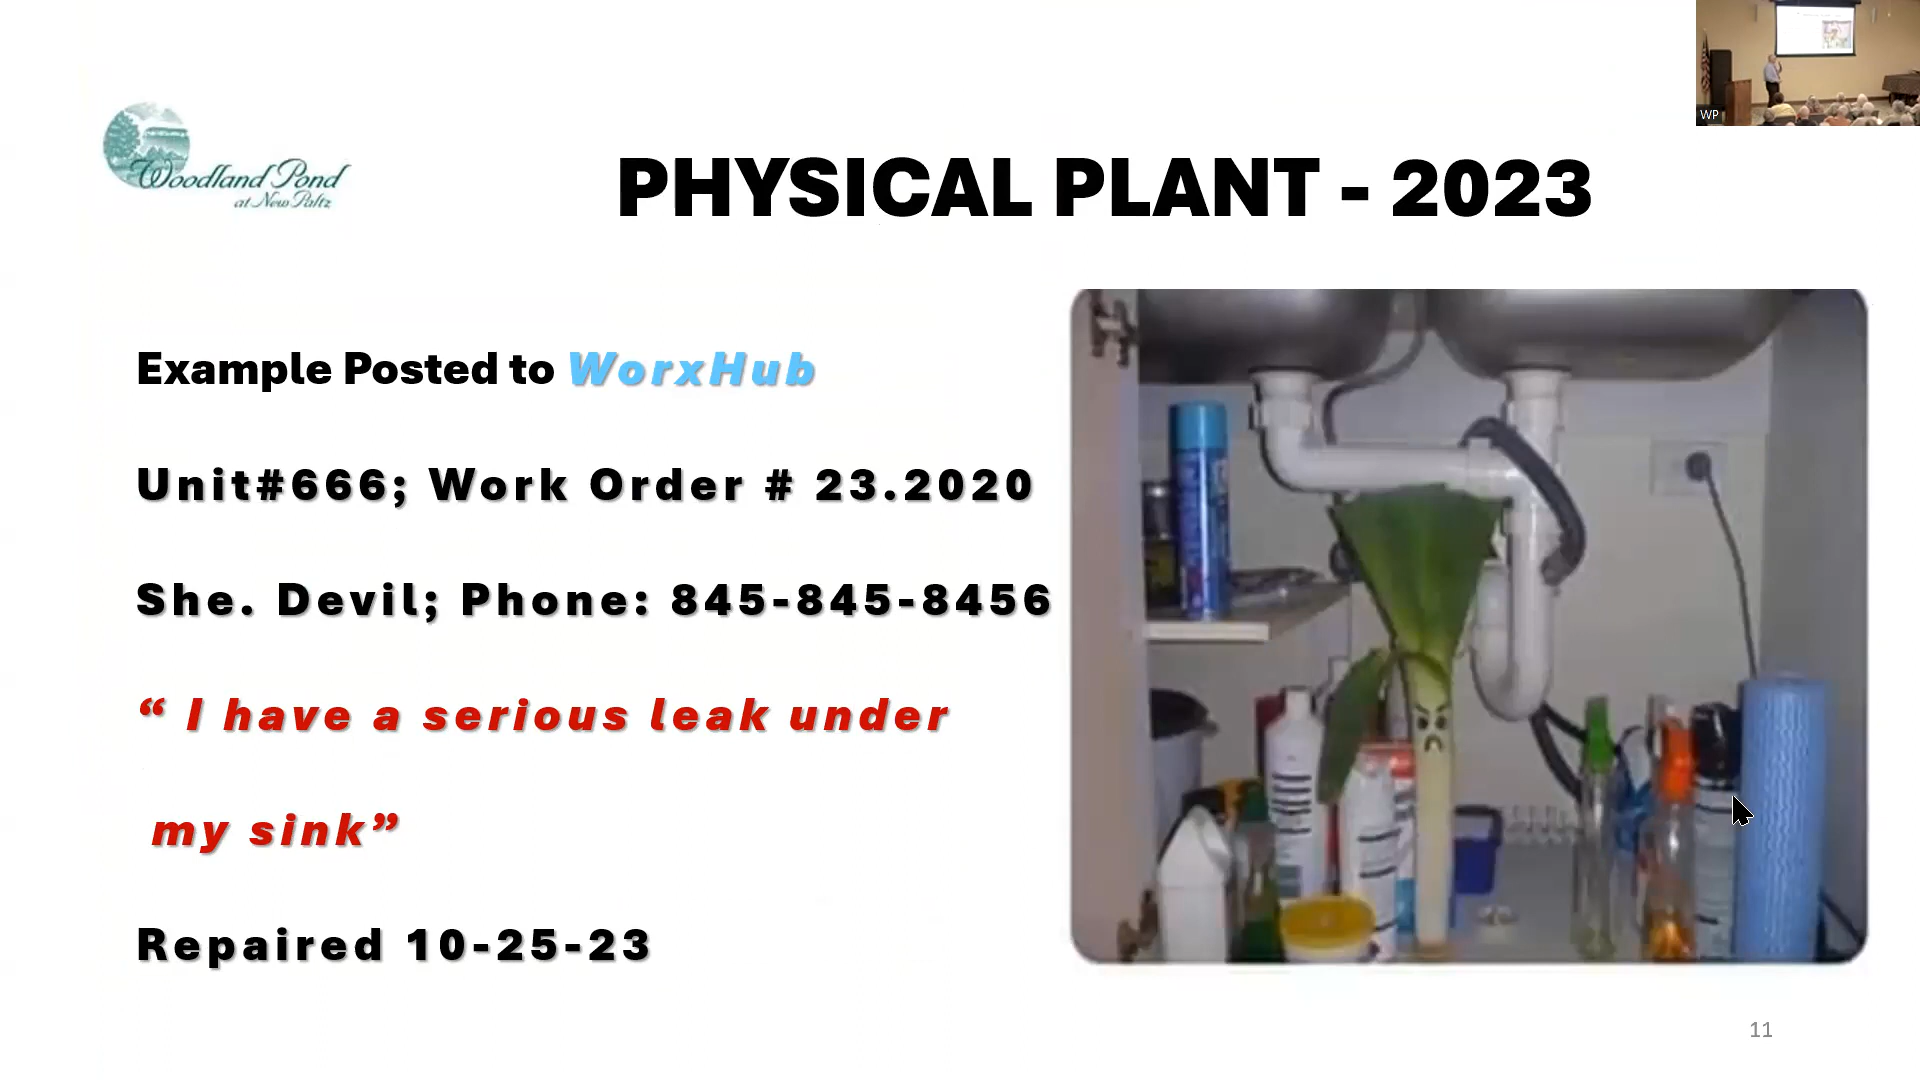 WP
Woodland Pond
at New Paltz
PHYSICAL PLANT - 2023
Example Posted to WorxHub
Unit#666; Work Order # 23.2020
She. Devil; Phone: 845-845-8456
“ I have a serious leak under
my sink”
Repaired 10-25-23
11